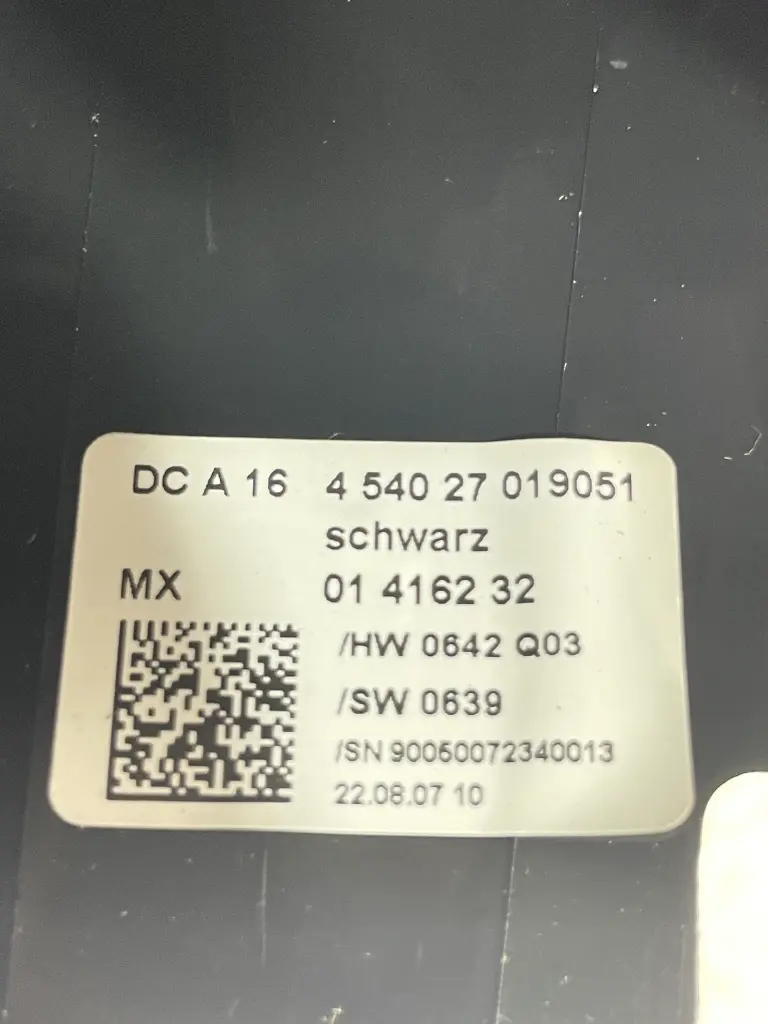 DC A 16 4 540 27 019051
schwarz
MX 01 4162 32
/HW 0642 Q03
/SW 0639
/SN 90050072340013
22.08.07 10